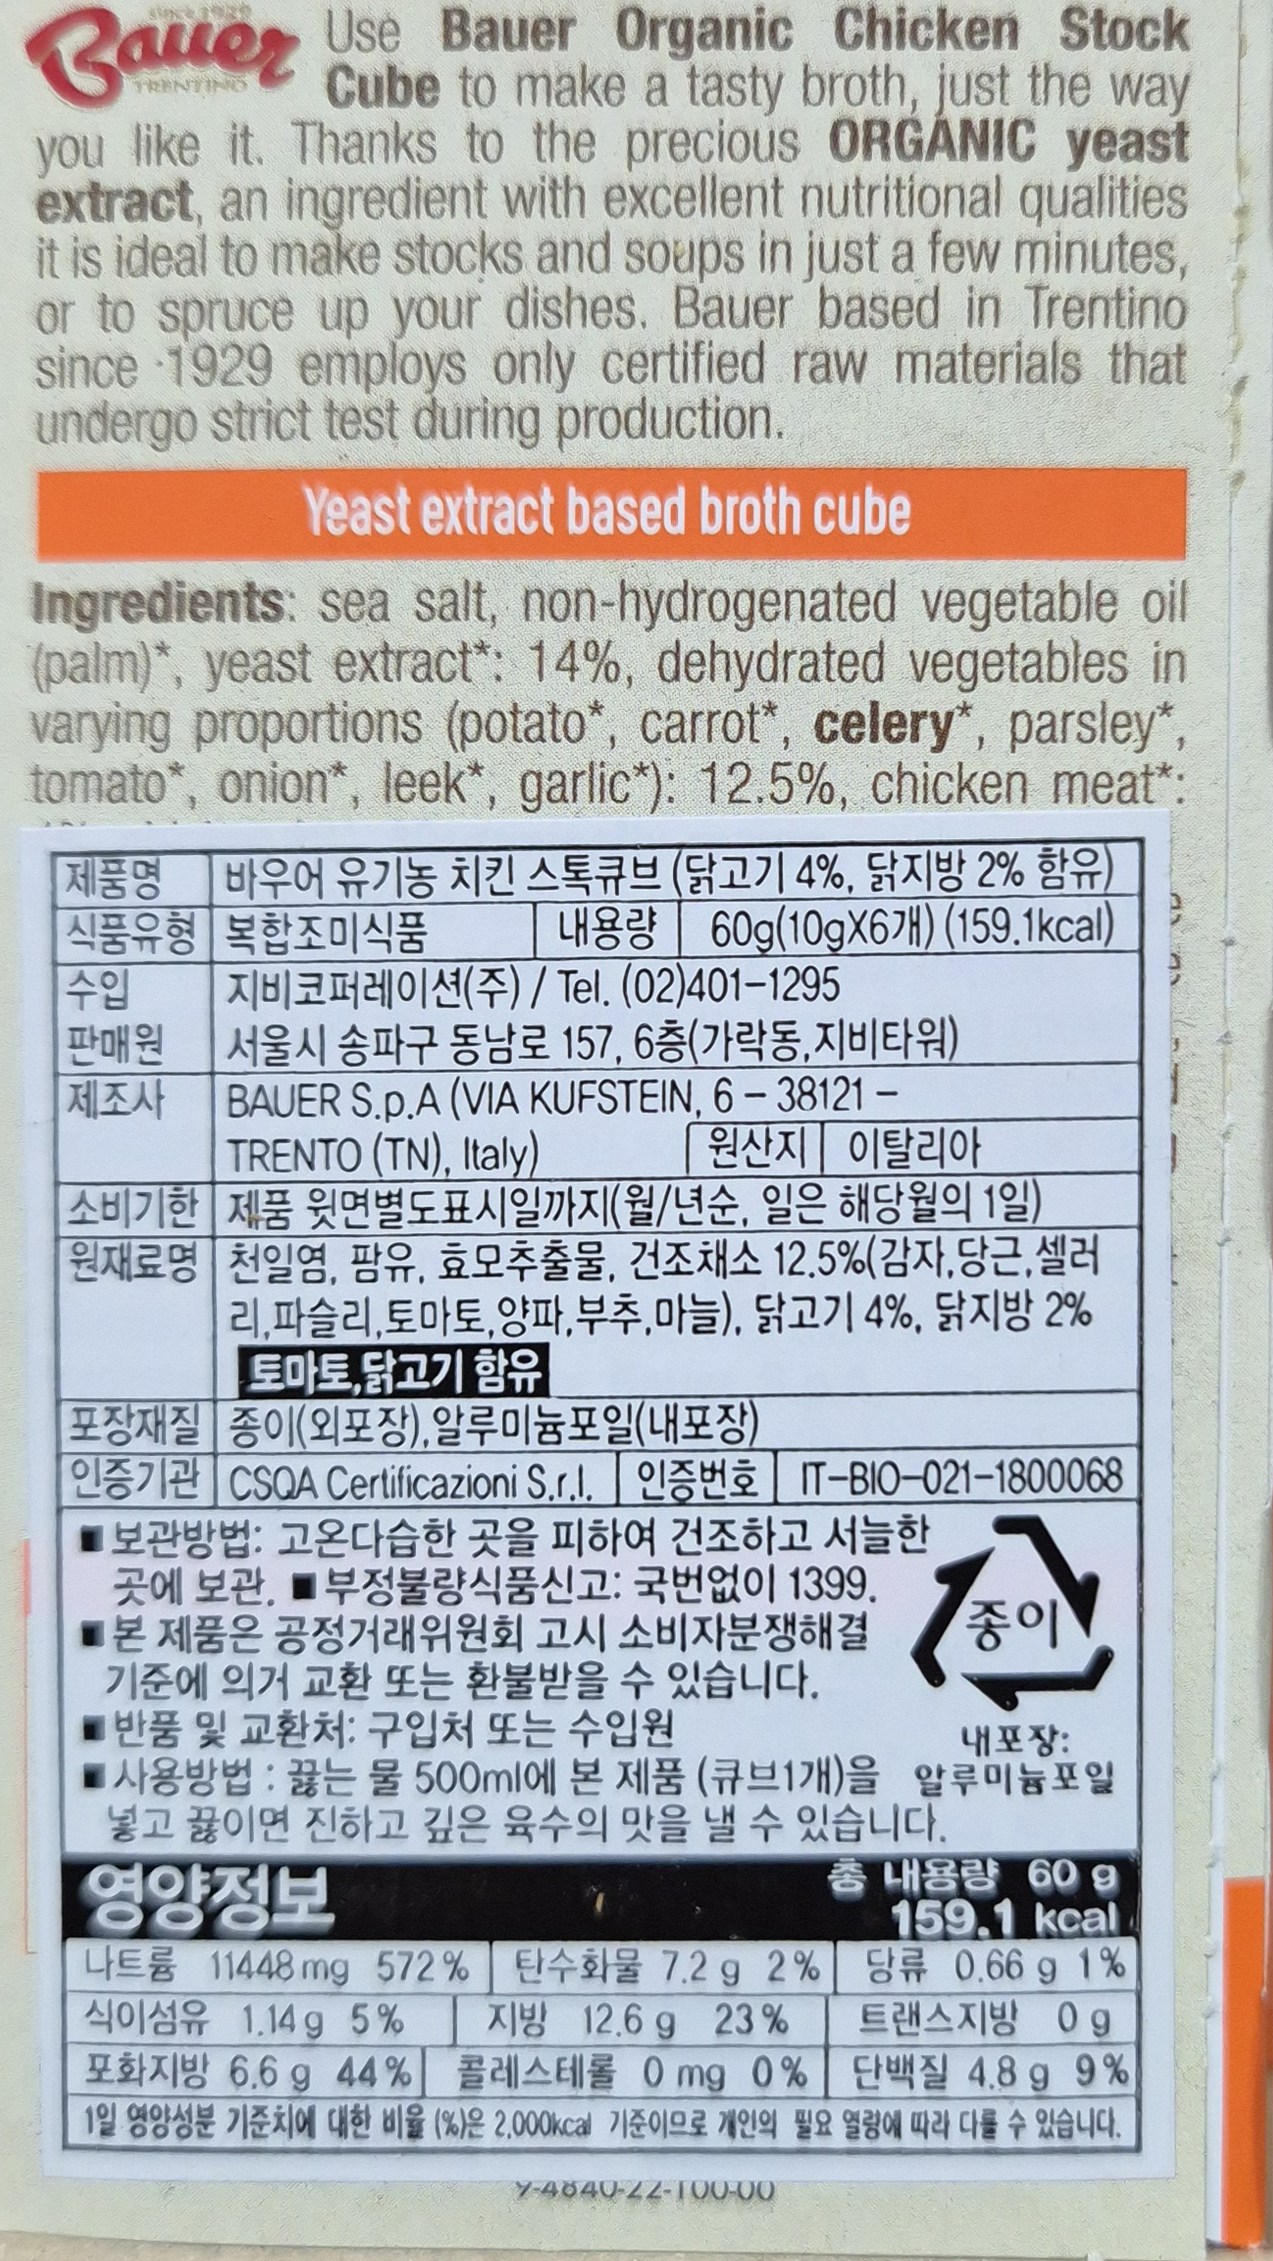 since 1929
Bauer
TRENTINO
Use Bauer Organic Chicken Stock
Cube to make a tasty broth, just the way
you like it. Thanks to the precious ORGANIC yeast
extract, an ingredient with excellent nutritional qualities
it is ideal to make stocks and soups in just a few minutes,
or to spruce up your dishes. Bauer based in Trentino
since 1929 employs only certified raw materials that
undergo strict test during production.
Yeast extract based broth cube
Ingredients: sea salt, non-hydrogenated vegetable oil
(palm)*, yeast extract*: 14%, dehydrated vegetables in
varying proportions (potato*, carrot*, celery*, parsley*,
tomato*, onion*, leek*, garlic*): 12.5%, chicken meat*:
제품명 바우어 유기농 치킨 스톡큐브 (닭고기 4%, 닭지방 2% 함유)
식품유형 복합조미식품 내용량 60g(10gX6개) (159.1kcal)
수입 지비코퍼레이션(주) / Tel. (02)401-1295
판매원 서울시 송파구 동남로 157, 6층(가락동,지비타워)
제조사 BAUER S.p.A (VIA KUFSTEIN, 6 – 38121 –
TRENTO (TN), Italy) 원산지 이탈리아
소비기한 제품 윗면별도표시일까지(월/년순, 일은 해당월의 1일)
원재료명 천일염, 팜유, 효모추출물, 건조채소 12.5%(감자,당근,셀러
리,파슬리,토마토,양파,부추,마늘), 닭고기 4%, 닭지방 2%
토마토,닭고기 함유
포장재질 종이(외포장),알루미늄포일(내포장)
인증기관 CSQA Certificazioni S.r.l. 인증번호 IT-BIO-021-1800068
■ 보관방법: 고온다습한 곳을 피하여 건조하고 서늘한
곳에 보관. ■ 부정불량식품신고: 국번없이 1399.
■ 본 제품은 공정거래위원회 고시 소비자분쟁해결
기준에 의거 교환 또는 환불받을 수 있습니다.
■ 반품 및 교환처: 구입처 또는 수입원
■ 사용방법 : 끓는 물 500ml에 본 제품 (큐브1개)을
넣고 끓이면 진하고 깊은 육수의 맛을 낼 수 있습니다.
종이
내포장:
알루미늄포일
영양정보 총 내용량 60 g
159.1 kcal
나트륨 11448 mg 572 % 탄수화물 7.2 g 2 % 당류 0.66 g 1 %
식이섬유 1.14 g 5 % 지방 12.6 g 23 % 트랜스지방 0 g
포화지방 6.6 g 44 % 콜레스테롤 0 mg 0 % 단백질 4.8 g 9 %
1일 영양성분 기준치에 대한 비율 (%)은 2,000kcal 기준이므로 개인의 필요 열량에 따라 다를 수 있습니다.
9-4840-22-100-00